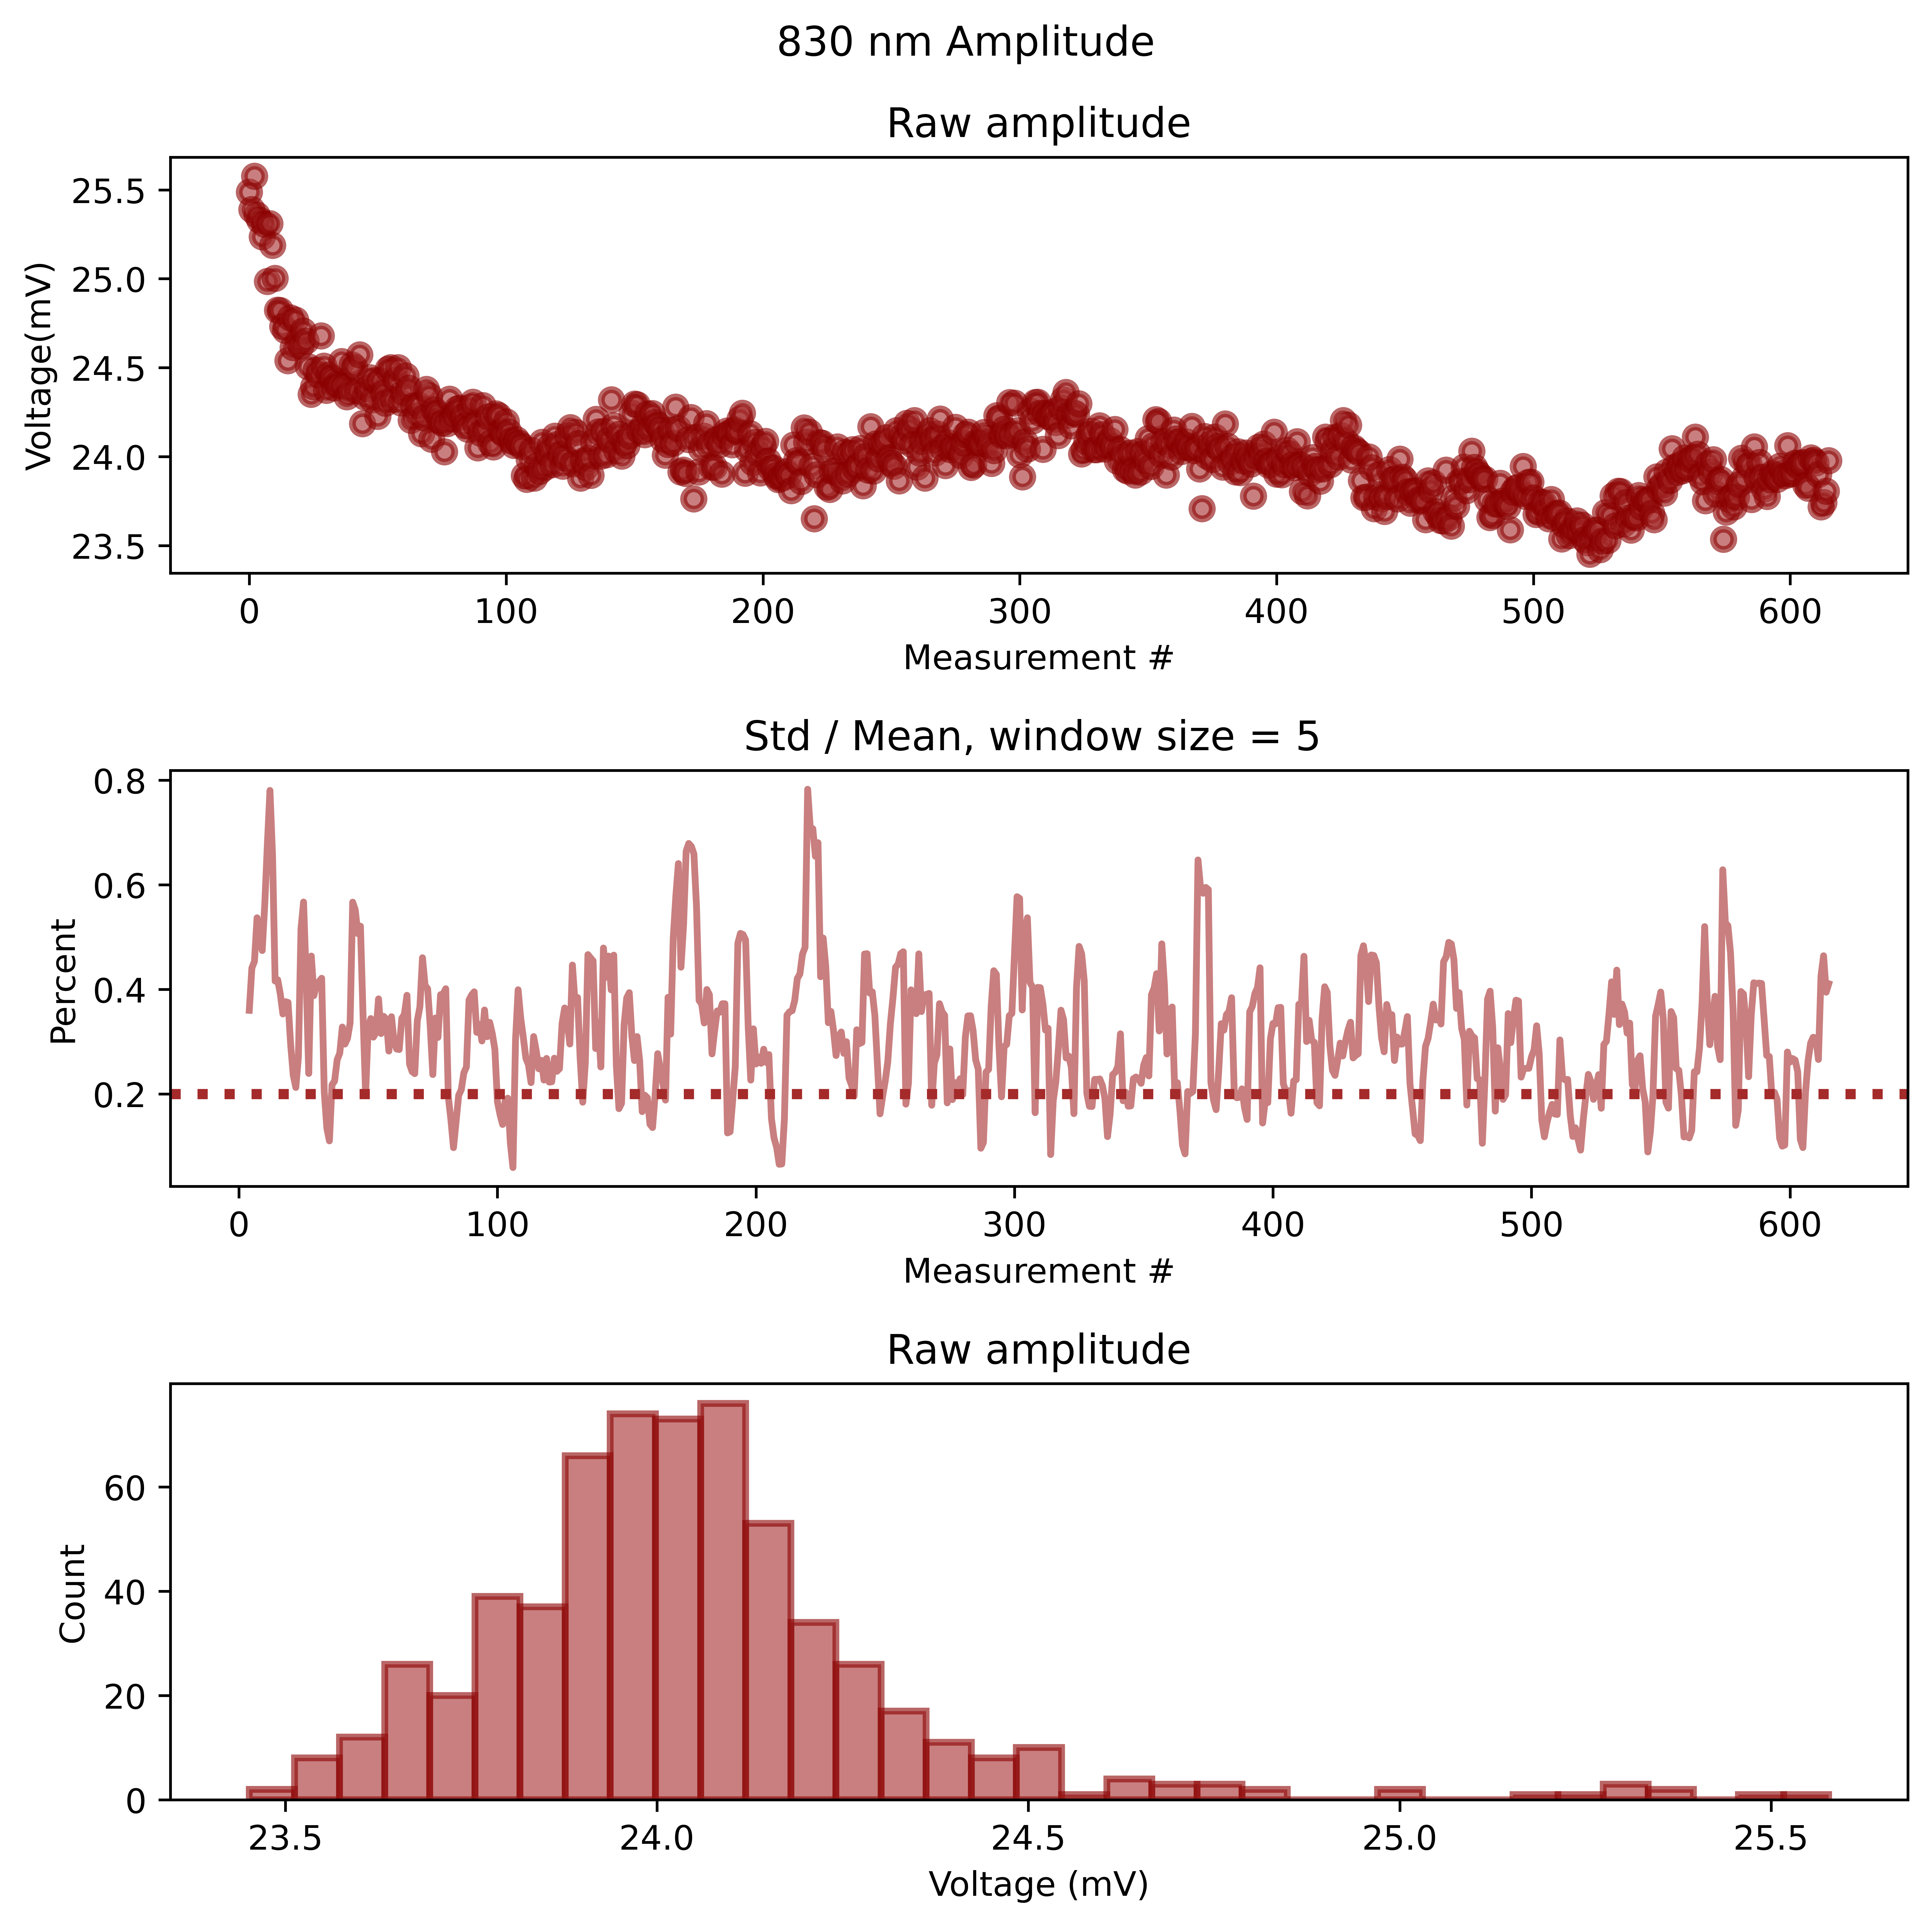 830 nm Amplitude
Raw amplitude
Voltage(mV)
25.5
25.0
24.5
24.0
23.5
0 100 200 300 400 500 600
Measurement #
Std / Mean, window size = 5
Percent
0.8
0.6
0.4
0.2
0 100 200 300 400 500 600
Measurement #
Raw amplitude
Count
60
40
20
0
23.5 24.0 24.5 25.0 25.5
Voltage (mV)